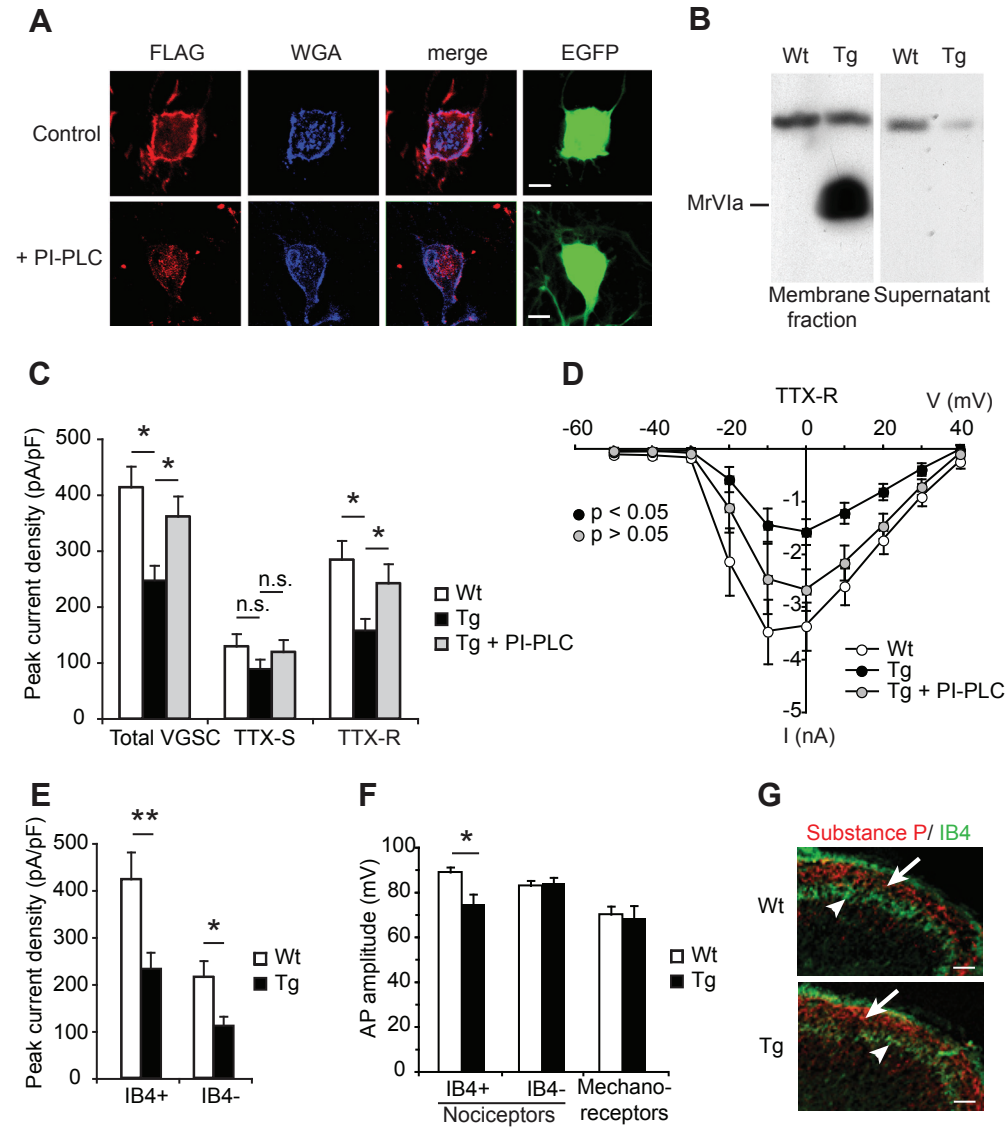 A
FLAG WGA merge EGFP
Control
+ PI-PLC
B
Wt Tg Wt Tg
MrVIa
Membrane fraction
Supernatant
C
Peak current density (pA/pF)
500
400
300
200
100
0
* *
n.s. n.s.
* *
Total VGSC TTX-S TTX-R
Wt
Tg
Tg + PI-PLC
D
TTX-R
V (mV)
-60 -40 -20 0 20 40
-1
-2
-3
-4
-5
I (nA)
p < 0.05
p > 0.05
Wt
Tg
Tg + PI-PLC
E
Peak current density (pA/pF)
500
400
300
200
100
0
**
*
IB4+ IB4-
Wt
Tg
F
AP amplitude (mV)
100
80
60
40
20
0
*
IB4+ IB4- Mechano-
Nociceptors receptors
Wt
Tg
G
Substance P/ IB4
Wt
Tg